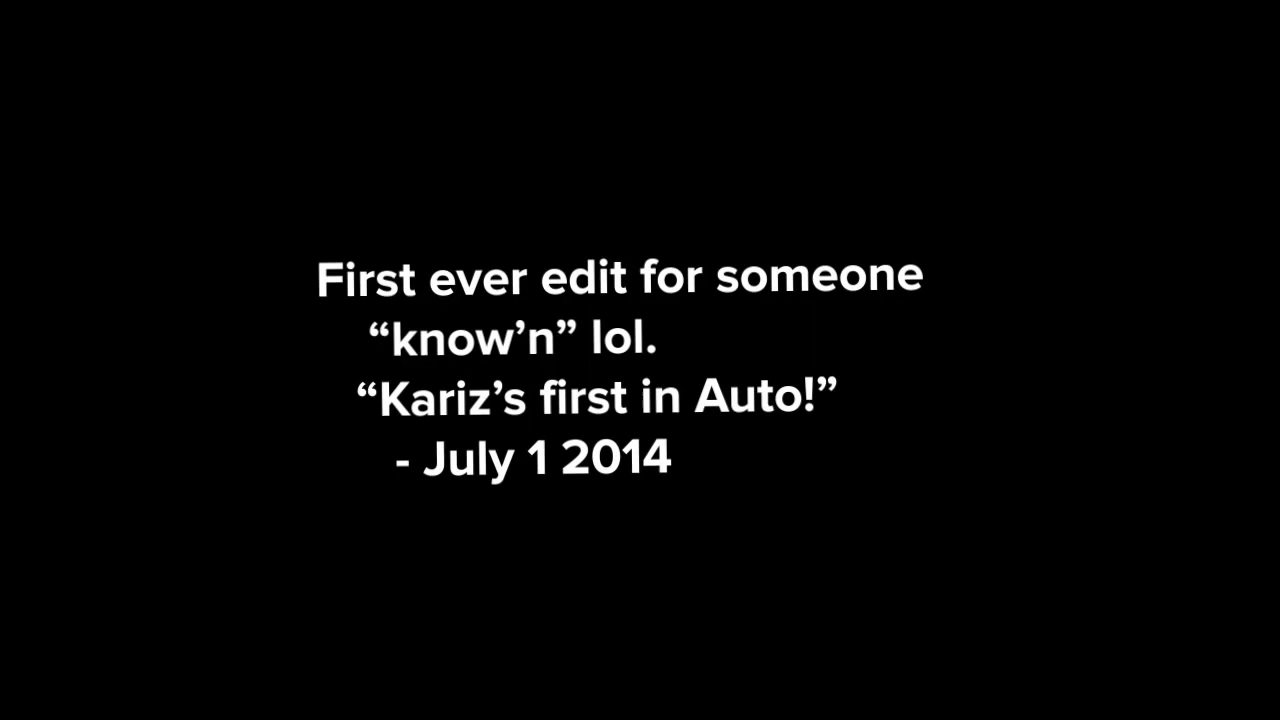 First ever edit for someone
“know’n” lol.
“Kariz’s first in Auto!”
- July 1 2014